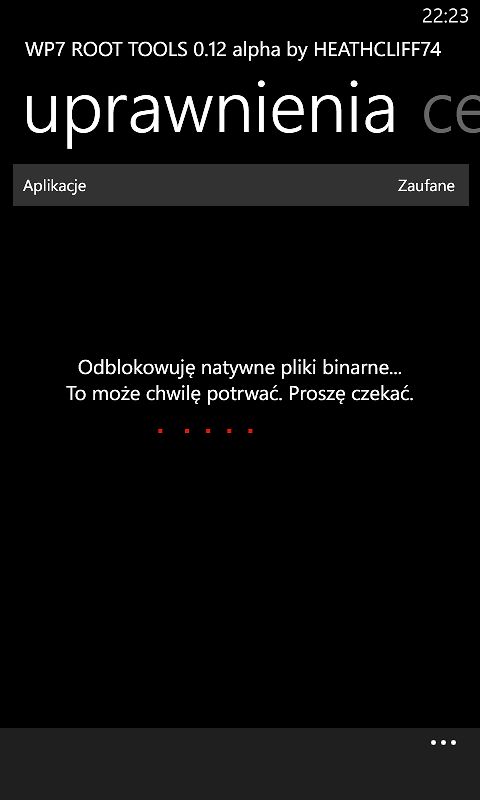 22:23
WP7 ROOT TOOLS 0.12 alpha by HEATHCLIFF74
uprawnienia ce
Aplikacje Zaufane
Odblokowuję natywne pliki binarne...
To może chwilę potrwać. Proszę czekać.